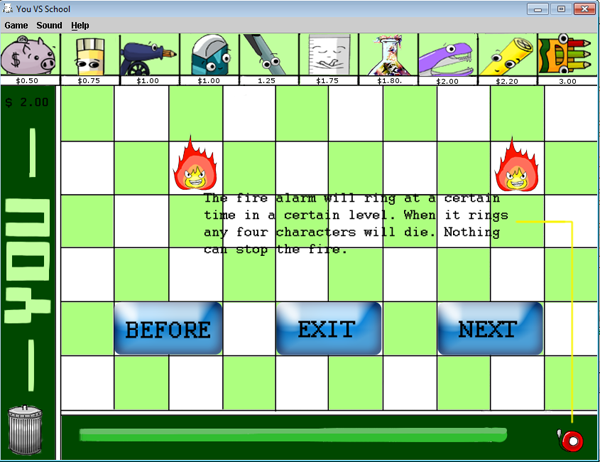 You VS School
Game Sound Help
$0.50 $0.75 $1.00 $1.00 1.25 $1.75 $1.80. $2.00 $2.20 3.00
$ 2.00
YOU
The fire alarm will ring at a certain
time in a certain level. When it rings
any four characters will die. Nothing
can stop the fire.
BEFORE EXIT NEXT